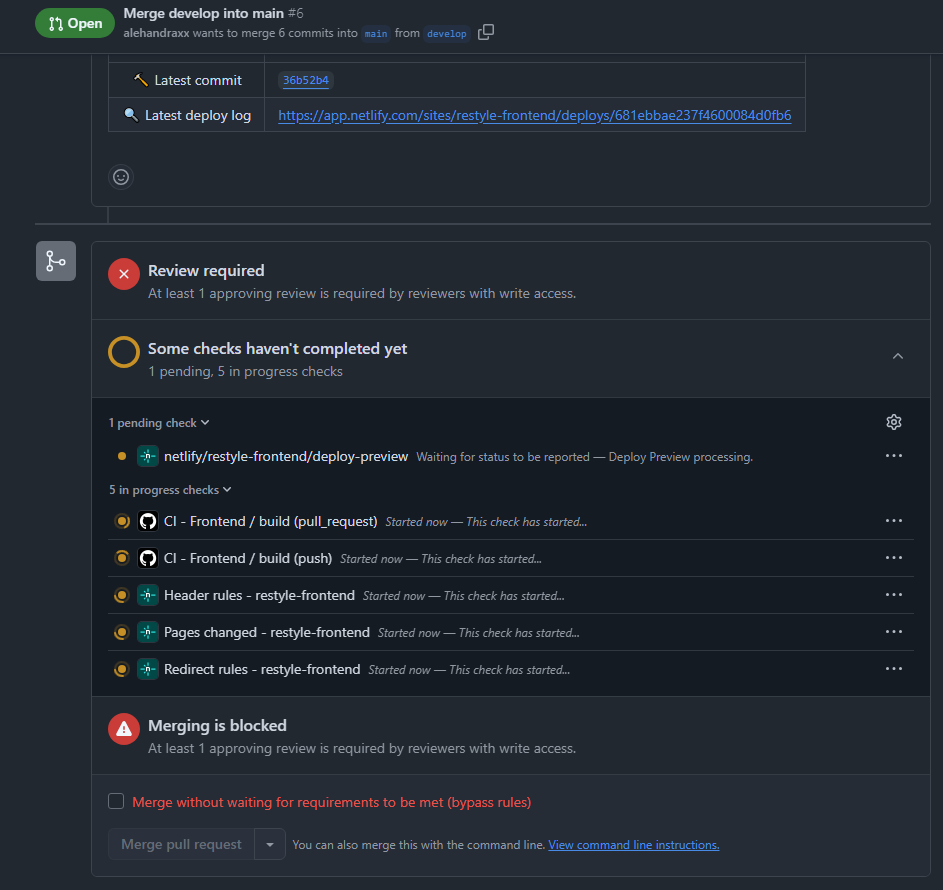 Open
Merge develop into main #6
alehandraxx wants to merge 6 commits into main from develop
Latest commit 36b52b4
Latest deploy log https://app.netlify.com/sites/restyle-frontend/deploys/681ebbae237f4600084d0fb6
Review required
At least 1 approving review is required by reviewers with write access.
Some checks haven't completed yet
1 pending, 5 in progress checks
1 pending check
netlify/restyle-frontend/deploy-preview Waiting for status to be reported — Deploy Preview processing.
5 in progress checks
CI - Frontend / build (pull_request) Started now — This check has started...
CI - Frontend / build (push) Started now — This check has started...
Header rules - restyle-frontend Started now — This check has started...
Pages changed - restyle-frontend Started now — This check has started...
Redirect rules - restyle-frontend Started now — This check has started...
Merging is blocked
At least 1 approving review is required by reviewers with write access.
Merge without waiting for requirements to be met (bypass rules)
Merge pull request You can also merge this with the command line. View command line instructions.